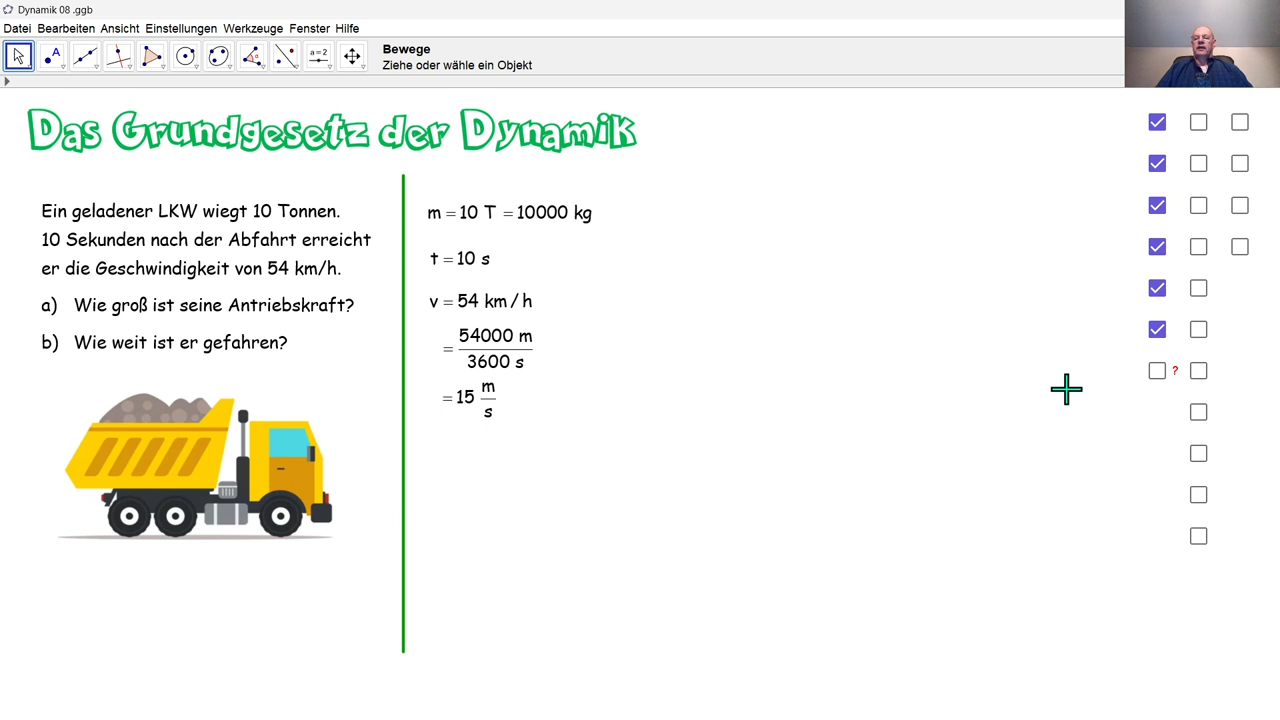 Dynamik 08 .ggb
Datei Bearbeiten Ansicht Einstellungen Werkzeuge Fenster Hilfe
A
a=2
Bewege
Ziehe oder wähle ein Objekt
Das Grundgesetz der Dynamik
Ein geladener LKW wiegt 10 Tonnen.
10 Sekunden nach der Abfahrt erreicht
er die Geschwindigkeit von 54 km/h.
a) Wie groß ist seine Antriebskraft?
b) Wie weit ist er gefahren?
m = 10 T = 10000 kg
t = 10 s
v = 54 km / h
= 54000 m / 3600 s
= 15 m / s
?